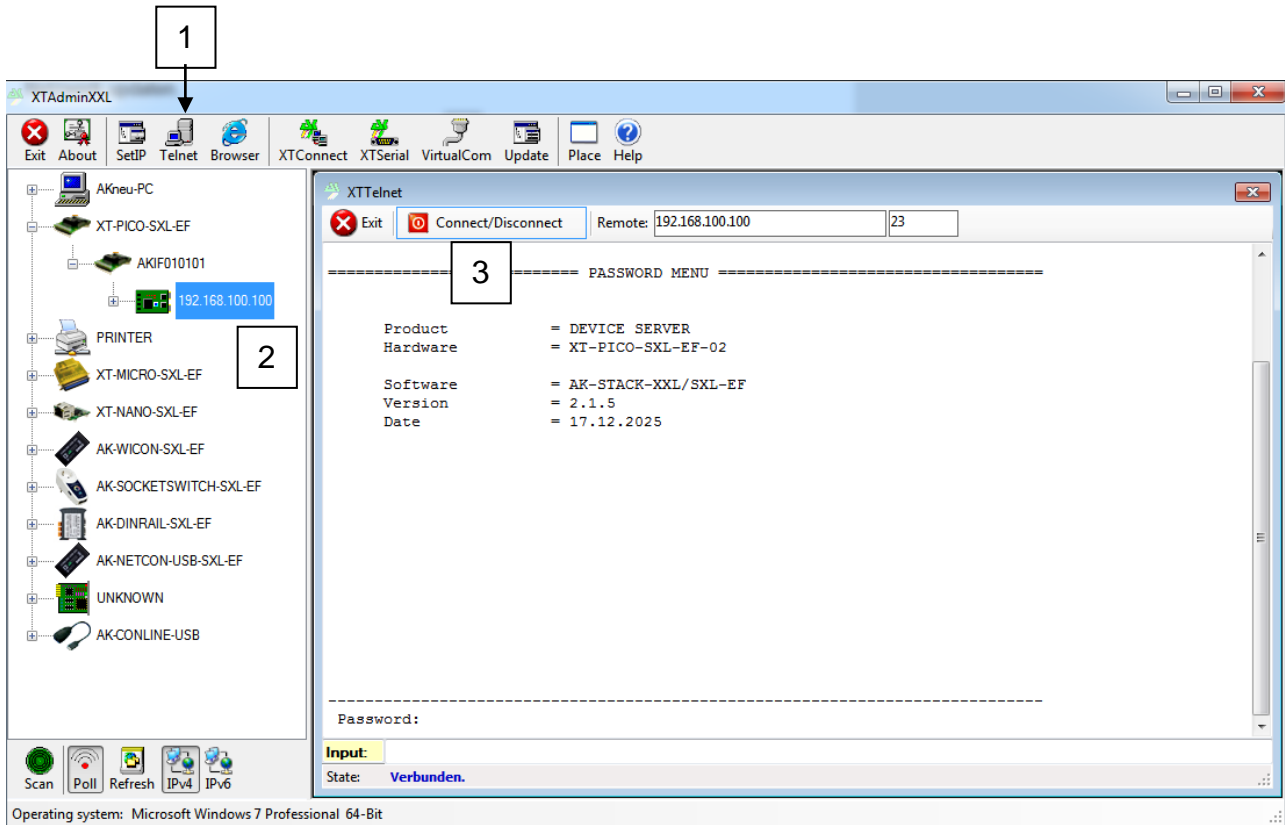 1
XTAdminXXL
Exit About SetIP Telnet Browser XTConnect XTSerial VirtualCom Update Place Help
AKneu-PC
XT-PICO-SXL-EF
AKIF010101
192.168.100.100
2
PRINTER
XT-MICRO-SXL-EF
XT-NANO-SXL-EF
AK-WICON-SXL-EF
AK-SOCKETSWITCH-SXL-EF
AK-DINRAIL-SXL-EF
AK-NETCON-USB-SXL-EF
UNKNOWN
AK-CONLINE-USB
Scan Poll Refresh IPv4 IPv6
XTTelnet
Exit Connect/Disconnect Remote: 192.168.100.100 23
3
PASSWORD MENU
Product = DEVICE SERVER
Hardware = XT-PICO-SXL-EF-02
Software = AK-STACK-XXL/SXL-EF
Version = 2.1.5
Date = 17.12.2025
Password:
Input:
State: Verbunden.
Operating system: Microsoft Windows 7 Professional 64-Bit